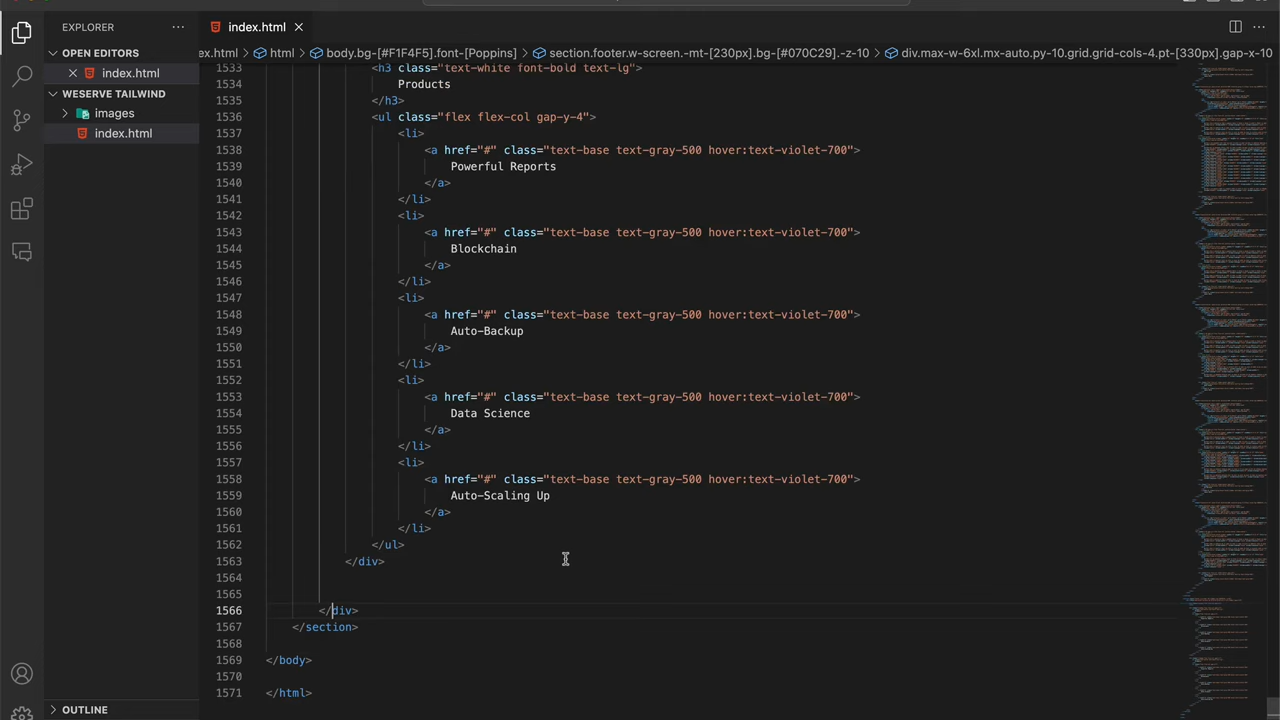 EXPLORER
index.html
OPEN EDITORS
ex.html > html > body.bg-[#F1F4F5].font-[Poppins] > section.footer.w-screen.-mt-[230px].bg-[#070C29].-z-10 > div.max-w-6xl.mx-auto.py-10.grid.grid-cols-4.pt-[330px].gap-x-10
index.html
WESERVE TAILWIND
images
index.html
1533 <h3 class="text-white font-bold text-lg">
1534 Products
1535 </h3>
1536 <ul class="flex flex-col gap-y-4">
1537 <li>
1538 <a href="#" class="text-base text-gray-500 hover:text-violet-700">
1539
1540 </a>
1541 </li>
1542 <li>
1543 <a href="#" class="text-base text-gray-500 hover:text-violet-700">
1544 Blockchain
1545 </a>
1546 </li>
1547 <li>
1548 <a href="#" class="text-base text-gray-500 hover:text-violet-700">
1549 Auto-Backup
1550 </a>
1551 </li>
1552 <li>
1553 <a href="#" class="text-base text-gray-500 hover:text-violet-700">
1554 Data Science
1555 </a>
1556 </li>
1557 <li>
1558 <a href="#" class="text-base text-gray-500 hover:text-violet-700">
1559 Auto-Scaling Up
1560 </a>
1561 </li>
1562 </ul>
1563 </div>
1564
1565
1566 </div>
1567 </section>
1568
1569 </body>
1570
1571 </html>
OUTLINE